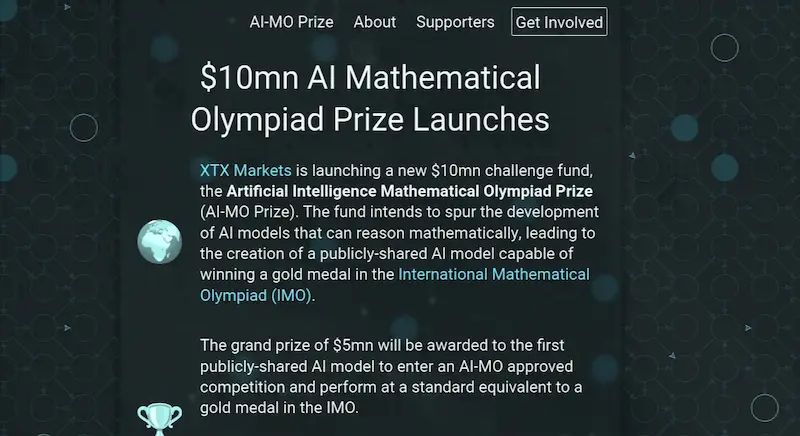 AI-MO Prize About Supporters Get Involved
$10mn AI Mathematical
Olympiad Prize Launches
XTX Markets is launching a new $10mn challenge fund,
the Artificial Intelligence Mathematical Olympiad Prize
(AI-MO Prize). The fund intends to spur the development
of AI models that can reason mathematically, leading to
the creation of a publicly-shared AI model capable of
winning a gold medal in the International Mathematical
Olympiad (IMO).
The grand prize of $5mn will be awarded to the first
publicly-shared AI model to enter an AI-MO approved
competition and perform at a standard equivalent to a
gold medal in the IMO.